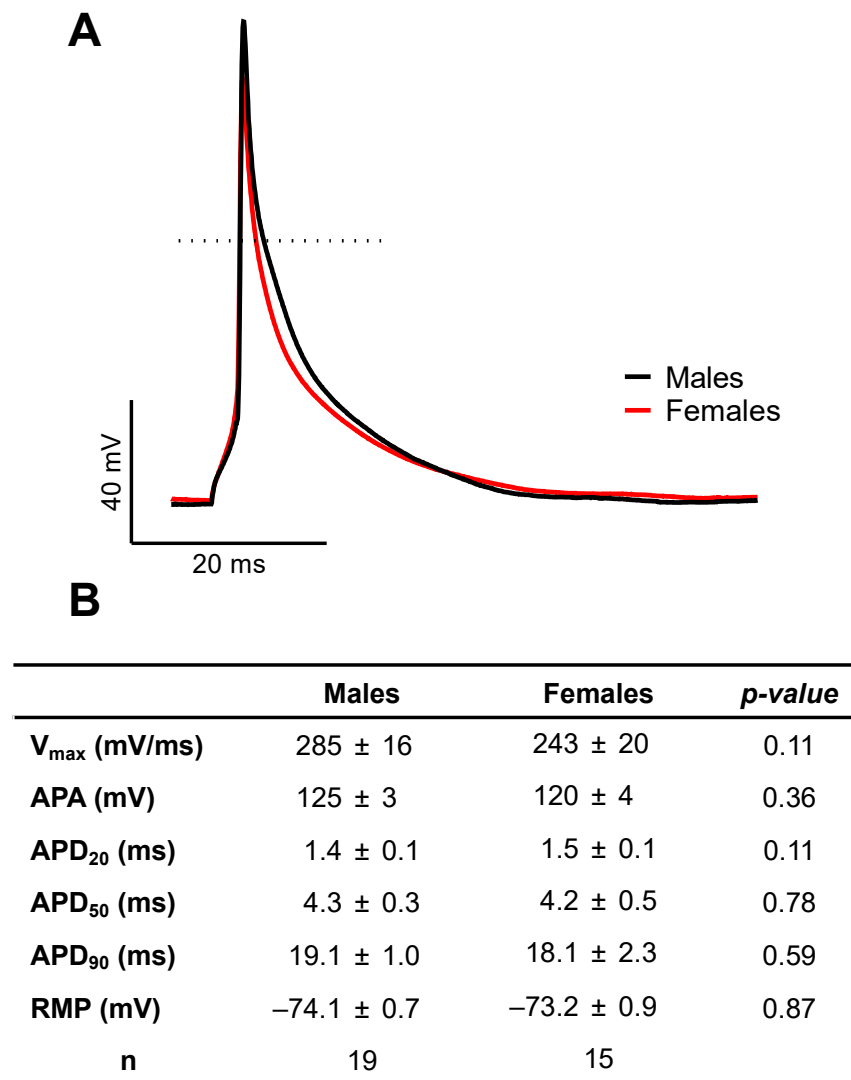 A
Males
Females
40 mV
20 ms
B
Males Females p-value
Vmax (mV/ms) 285 ± 16 243 ± 20 0.11
APA (mV) 125 ± 3 120 ± 4 0.36
APD20 (ms) 1.4 ± 0.1 1.5 ± 0.1 0.11
APD50 (ms) 4.3 ± 0.3 4.2 ± 0.5 0.78
APD90 (ms) 19.1 ± 1.0 18.1 ± 2.3 0.59
RMP (mV) –74.1 ± 0.7 –73.2 ± 0.9 0.87
n 19 15